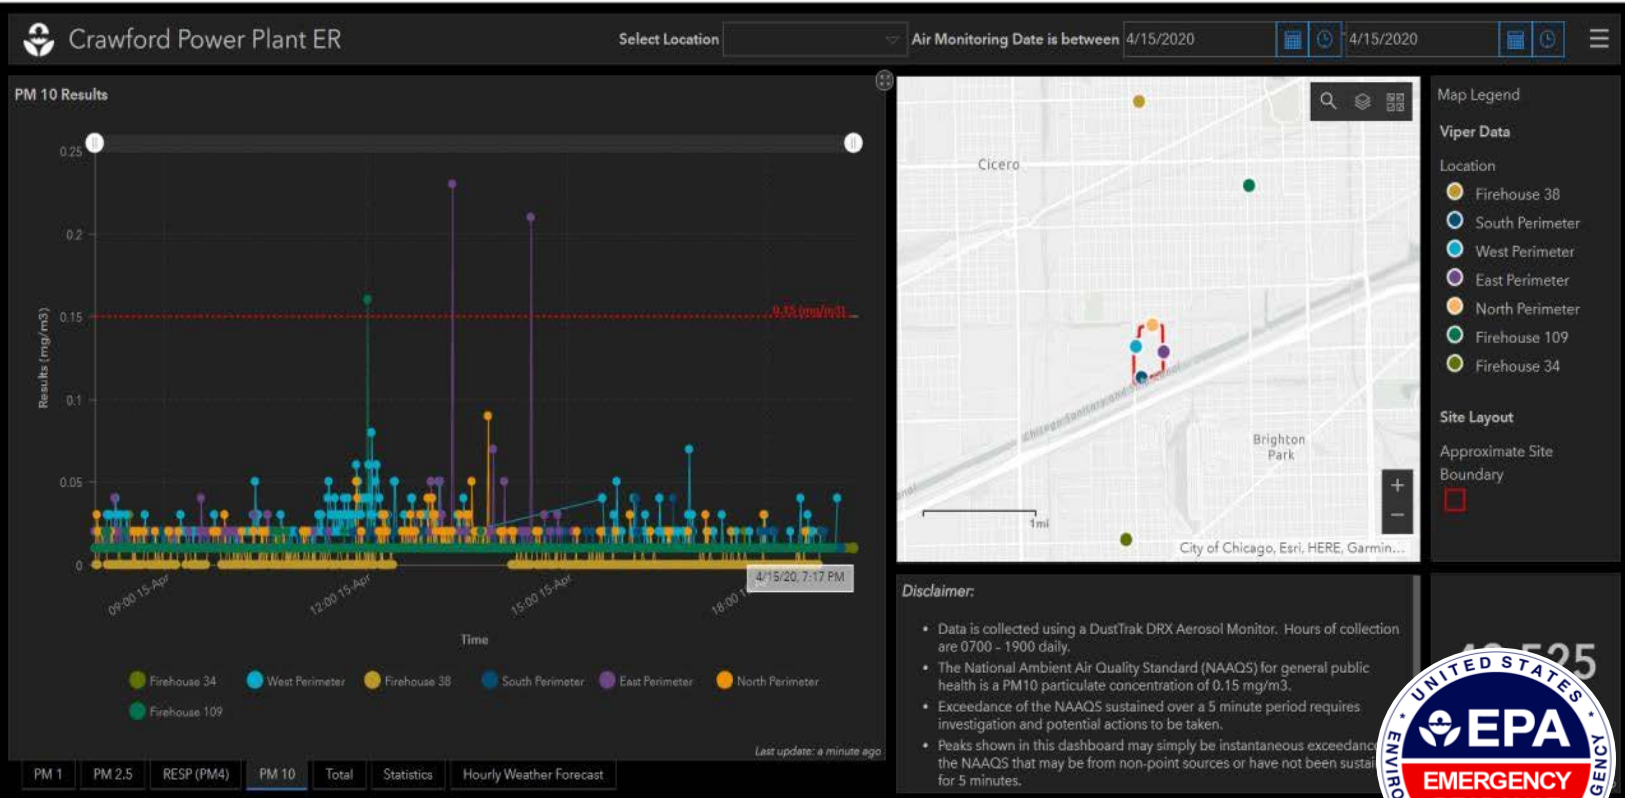 Crawford Power Plant ER
Select Location
Air Monitoring Date is between 4/15/2020 4/15/2020
PM 10 Results
0.25
0.2
0.15
0.1
0.05
0
Results (mg/m3)
0.15 (mg/m3)
09:00 15-Apr
12:00 15-Apr
15:00 15-Apr
18:00
4/15/20, 7:17 PM
Time
Firehouse 34 West Perimeter Firehouse 38 South Perimeter East Perimeter North Perimeter
Firehouse 109
Last update: a minute ago
PM 1 PM 2.5 RESP (PM4) PM 10 Total Statistics Hourly Weather Forecast
Cicero
Chicago Sanitary and
Brighton
Park
1mi
+
−
City of Chicago, Esri, HERE, Garmin...
Map Legend
Viper Data
Location
Firehouse 38
South Perimeter
West Perimeter
East Perimeter
North Perimeter
Firehouse 109
Firehouse 34
Site Layout
Approximate Site
Boundary
Disclaimer:
• Data is collected using a DustTrak DRX Aerosol Monitor. Hours of collection
are 0700 - 1900 daily.
• The National Ambient Air Quality Standard (NAAQS) for general public
health is a PM10 particulate concentration of 0.15 mg/m3.
• Exceedance of the NAAQS sustained over a 5 minute period requires
investigation and potential actions to be taken.
• Peaks shown in this dashboard may simply be instantaneous
the NAAQS that may be from non-point sources or have not been
for 5 minutes.
UNITED STATES
EPA
EMERGENCY